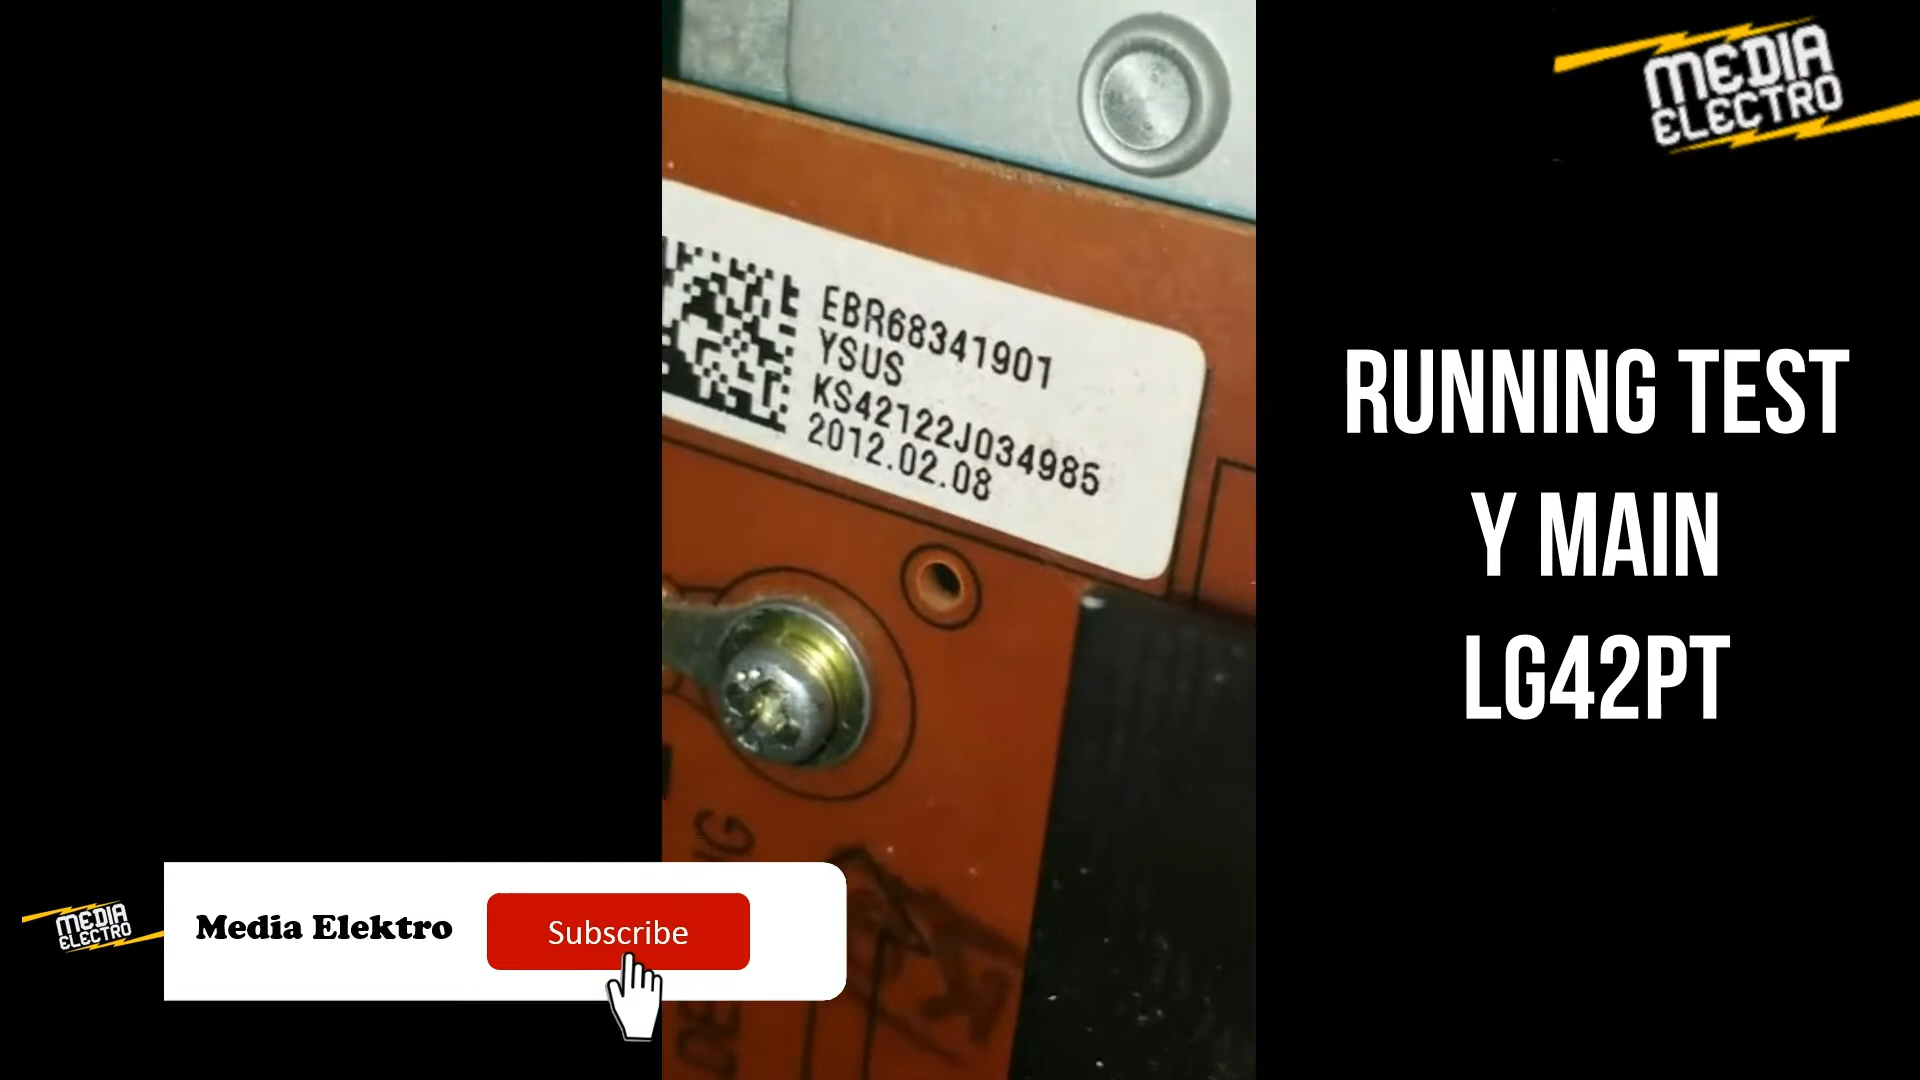 MEDIA
ELECTRO
EBR68341901
YSUS
KS42122J034985
2012.02.08
RUNNING TEST
Y MAIN
LG42PT
MEDIA
ELECTRO
Media Elektro
Subscribe